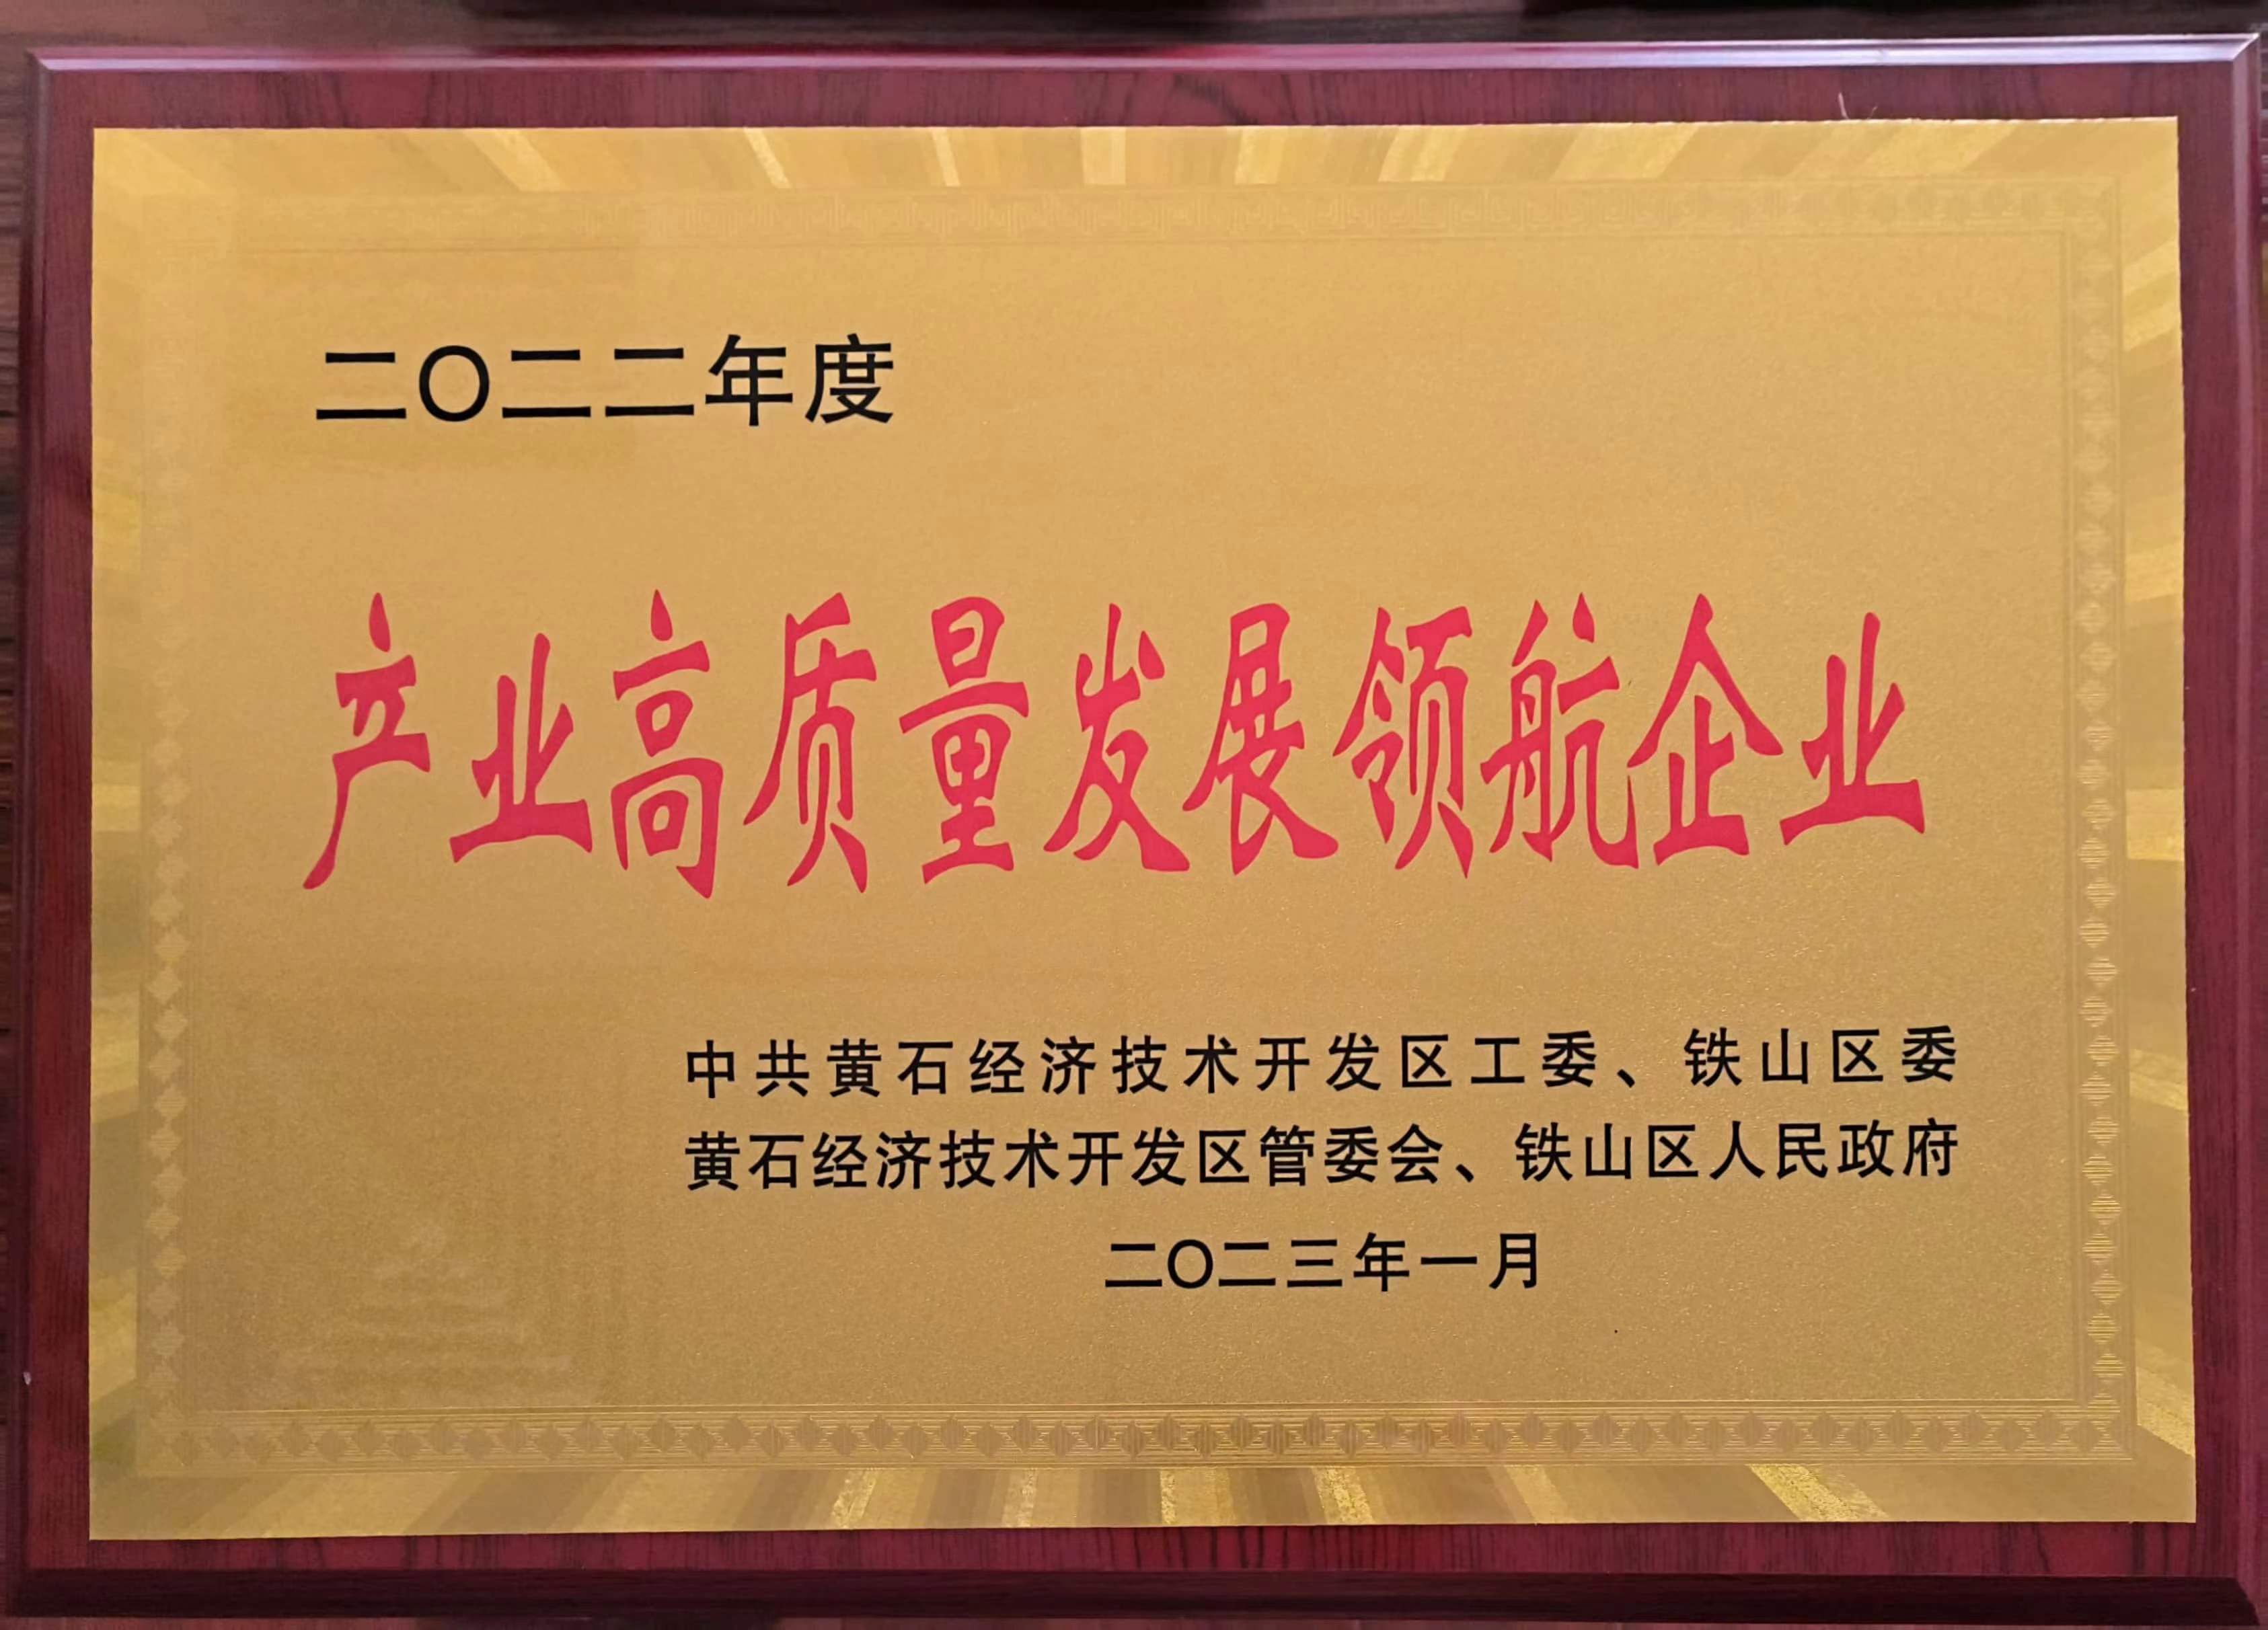 二〇二二年度
产业高质量发展领航企业
中共黄石经济技术开发区工委、铁山区委
黄石经济技术开发区管委会、铁山区人民政府
二〇二三年一月